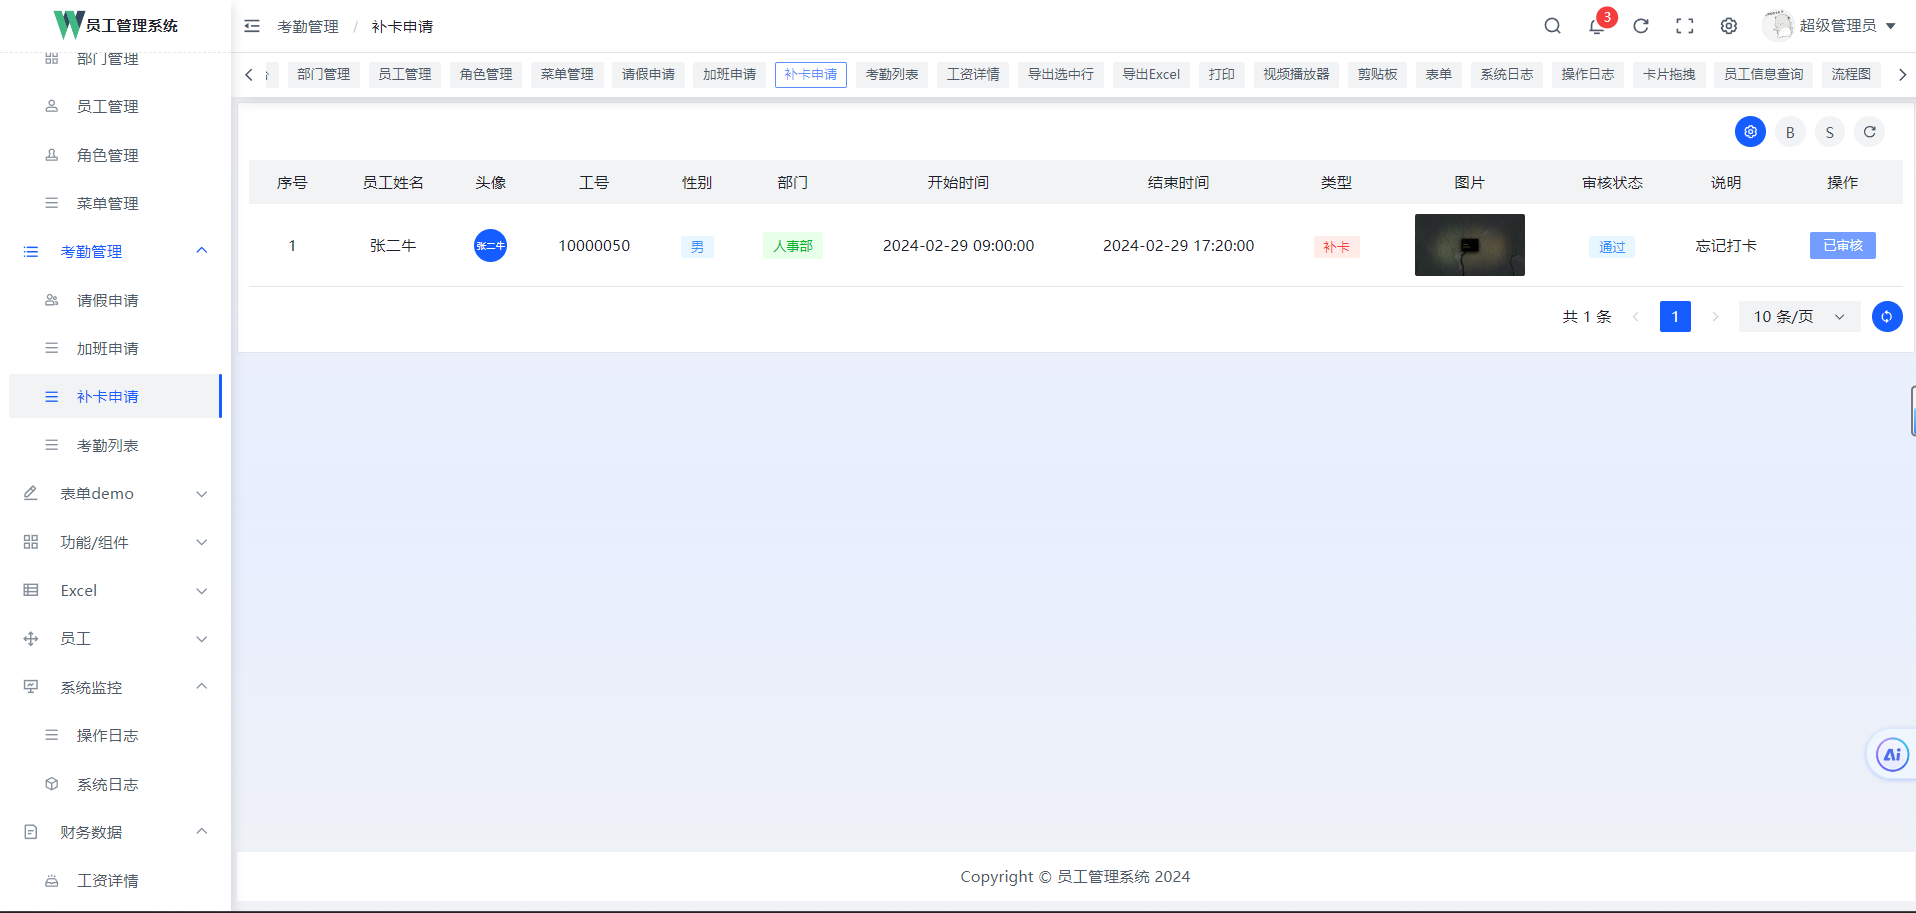 员工管理系统
考勤管理 / 补卡申请
3
超级管理员
部门管理 员工管理 角色管理 菜单管理 请假申请 加班申请 补卡申请 考勤列表 工资详情 导出选中行 导出Excel 打印 视频播放器 剪贴板 表单 系统日志 操作日志 卡片拖拽 员工信息查询 流程图
部门管理
员工管理
角色管理
菜单管理
考勤管理
请假申请
加班申请
补卡申请
考勤列表
表单demo
功能/组件
Excel
员工
系统监控
操作日志
系统日志
财务数据
工资详情
B S
序号 员工姓名 头像 工号 性别 部门 开始时间 结束时间 类型 图片 审核状态 说明 操作
1 张二牛 张二牛 10000050 男 人事部 2024-02-29 09:00:00 2024-02-29 17:20:00 补卡 通过 忘记打卡 已审核
共 1 条 1 10 条/页
Ai
Copyright © 员工管理系统 2024